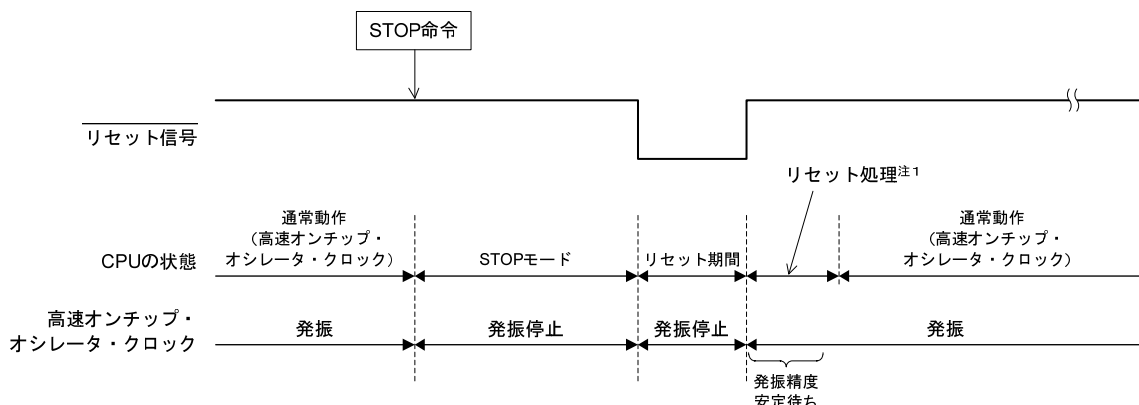 STOP命令
リセット信号
リセット処理注1
通常動作
(高速オンチップ・
オシレータ・クロック)
通常動作
(高速オンチップ・
オシレータ・クロック)
CPUの状態
STOPモード
リセット期間
高速オンチップ・
オシレータ・クロック
発振
発振停止
発振停止
発振
発振精度
安定待ち